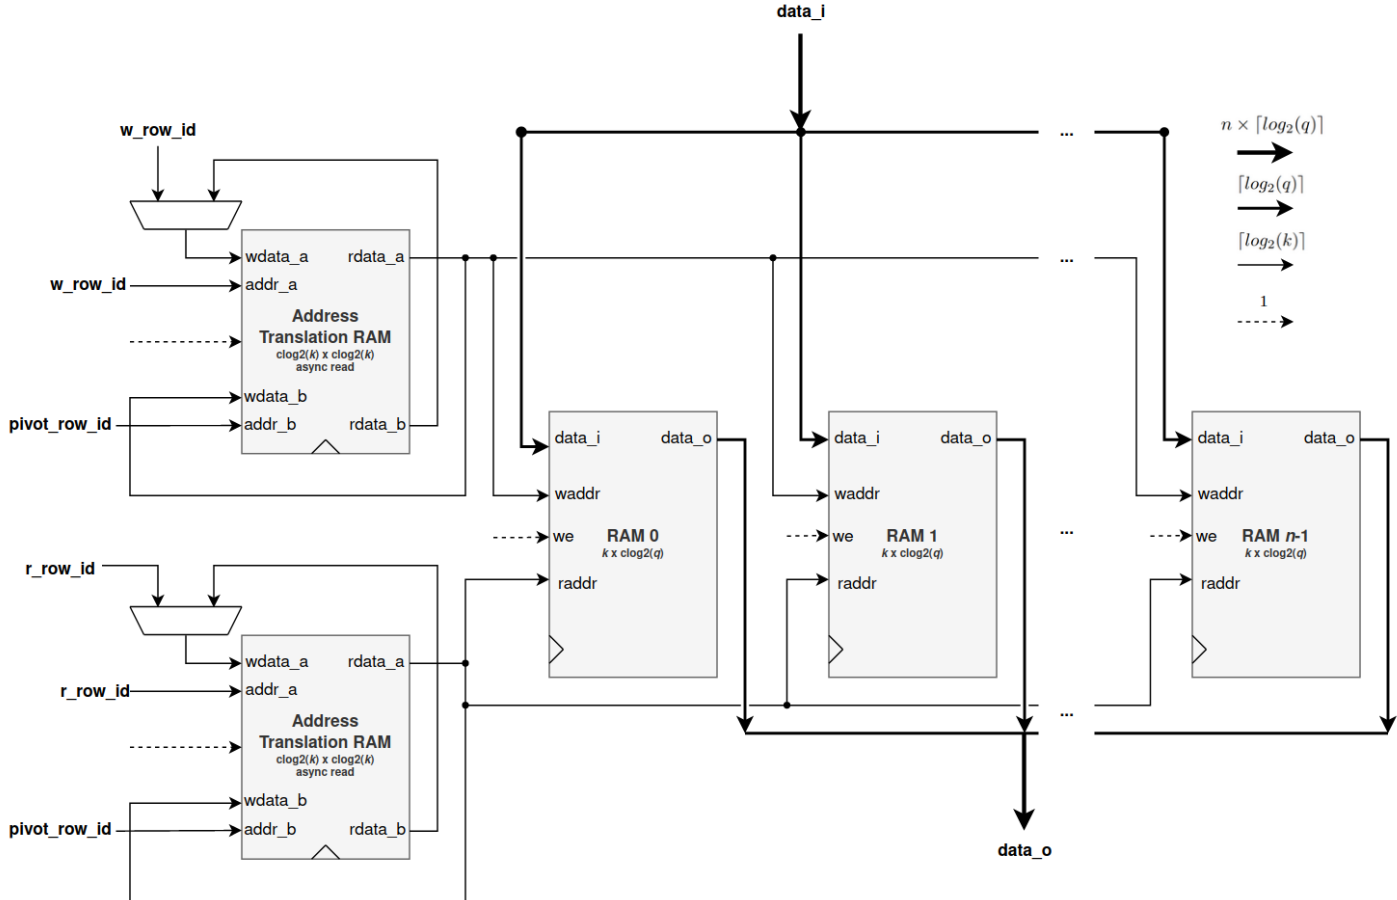 data_i
n × ⌈log₂(q)⌉
w_row_id
...
...
⌈log₂(q)⌉
⌈log₂(k)⌉
1
wdata_a rdata_a
...
w_row_id addr_a
Address
Translation RAM
clog2(k) x clog2(k)
async read
wdata_b
pivot_row_id addr_b rdata_b
data_i data_o
waddr
we RAM 0
k x clog2(q)
raddr
data_i data_o
waddr
we RAM 1
k x clog2(q)
raddr
...
data_i data_o
waddr
we RAM n-1
k x clog2(q)
raddr
r_row_id
wdata_a rdata_a
r_row_id addr_a
Address
Translation RAM
clog2(k) x clog2(k)
async read
wdata_b
pivot_row_id addr_b rdata_b
...
data_o